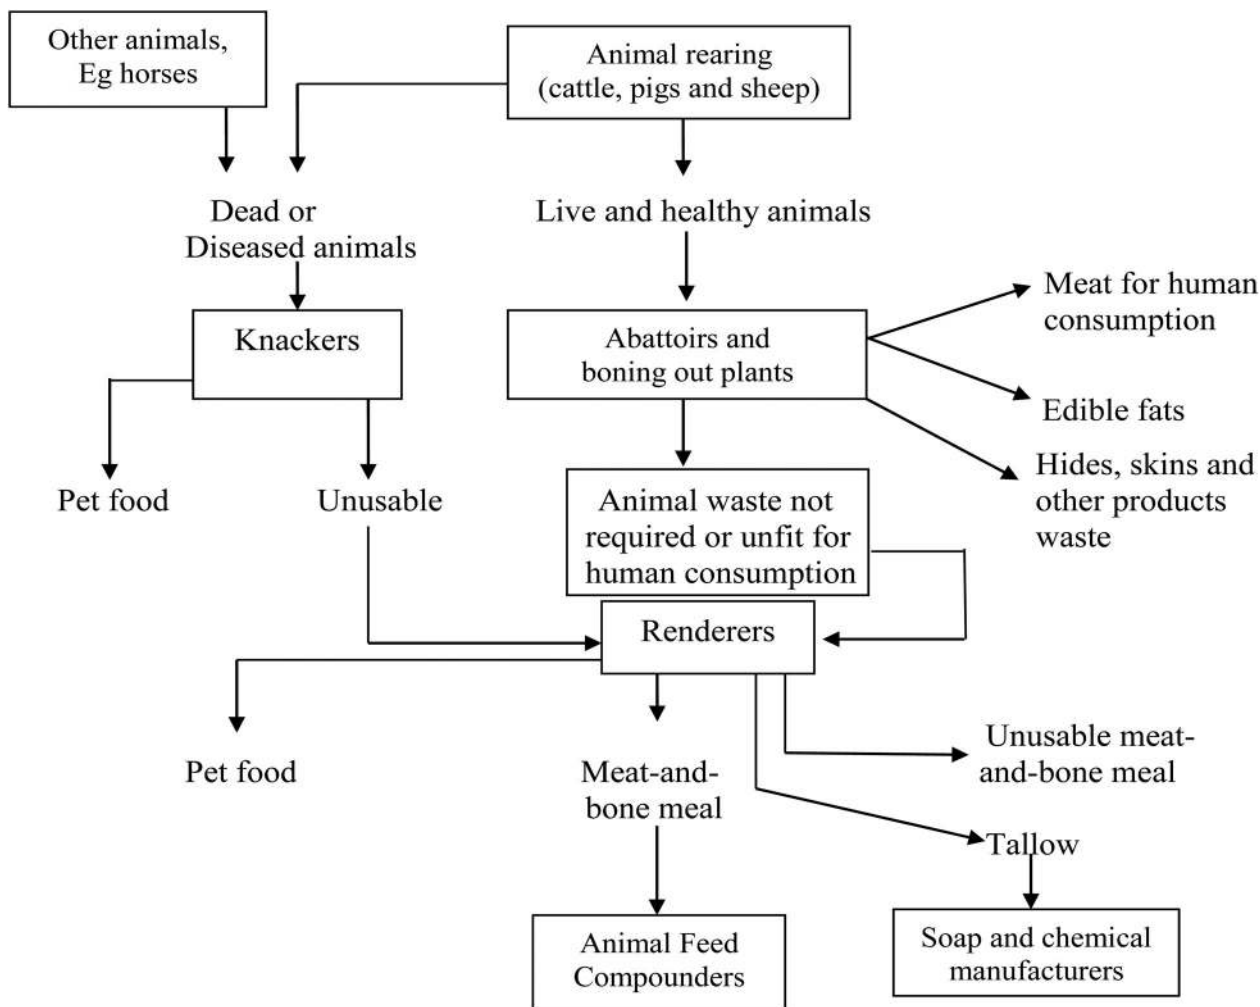 Other animals,
Eg horses
Animal rearing
(cattle, pigs and sheep)
Dead or
Diseased animals
Live and healthy animals
Knackers
Abattoirs and
boning out plants
Meat for human
consumption
Edible fats
Hides, skins and
other products
waste
Pet food
Unusable
Animal waste not
required or unfit for
human consumption
Renderers
Pet food
Meat-and-
bone meal
Unusable meat-
and-bone meal
Tallow
Animal Feed
Compounders
Soap and chemical
manufacturers